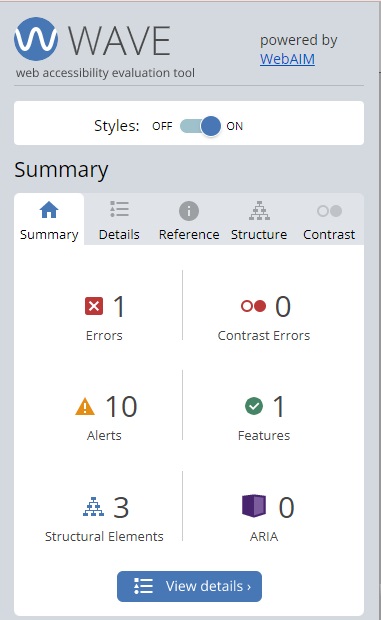 WAVE
web accessibility evaluation tool
powered by
WebAIM
Styles: OFF ON
Summary
Summary Details Reference Structure Contrast
1
Errors
0
Contrast Errors
10
Alerts
1
Features
3
Structural Elements
0
ARIA
View details ›